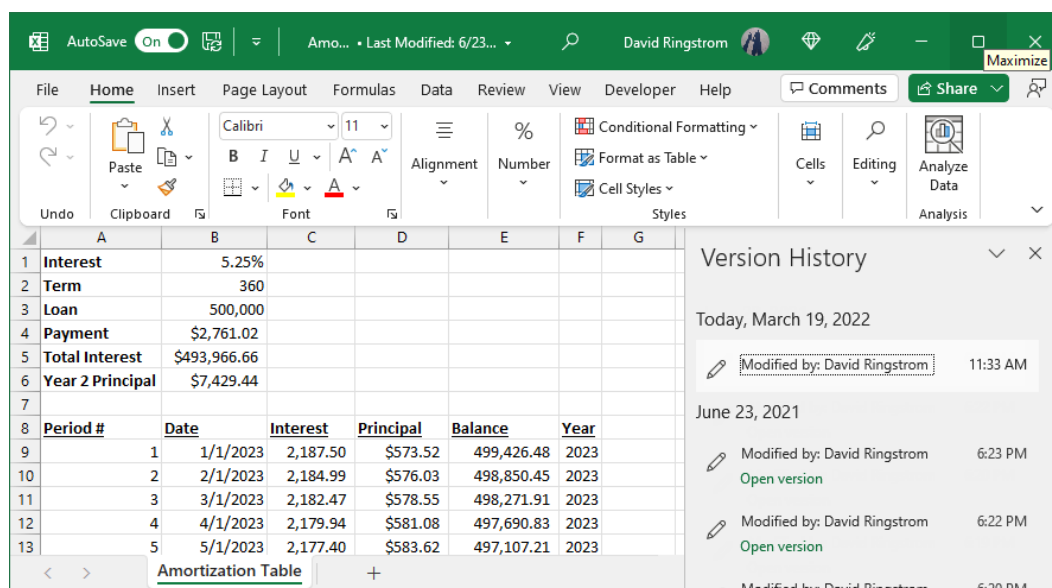 AutoSave On Amo... • Last Modified: 6/23... David Ringstrom
Maximize
File Home Insert Page Layout Formulas Data Review View Developer Help Comments Share
Calibri 11 % Conditional Formatting
B I U A A Format as Table
Paste Alignment Number Cell Styles Cells Editing Analyze
Data
Undo Clipboard Font Styles Analysis
A B C D E F G
1 Interest 5.25%
2 Term 360
3 Loan 500,000
4 Payment $2,761.02
5 Total Interest $493,966.66
6 Year 2 Principal $7,429.44
7
8 Period # Date Interest Principal Balance Year
9 1 1/1/2023 2,187.50 $573.52 499,426.48 2023
10 2 2/1/2023 2,184.99 $576.03 498,850.45 2023
11 3 3/1/2023 2,182.47 $578.55 498,271.91 2023
12 4 4/1/2023 2,179.94 $581.08 497,690.83 2023
13 5 5/1/2023 2,177.40 $583.62 497,107.21 2023
Amortization Table +
Version History
Today, March 19, 2022
Modified by: David Ringstrom 11:33 AM
June 23, 2021
Modified by: David Ringstrom 6:23 PM
Open version
Modified by: David Ringstrom 6:22 PM
Open version
Modified by: David Ringstrom 6:20 PM